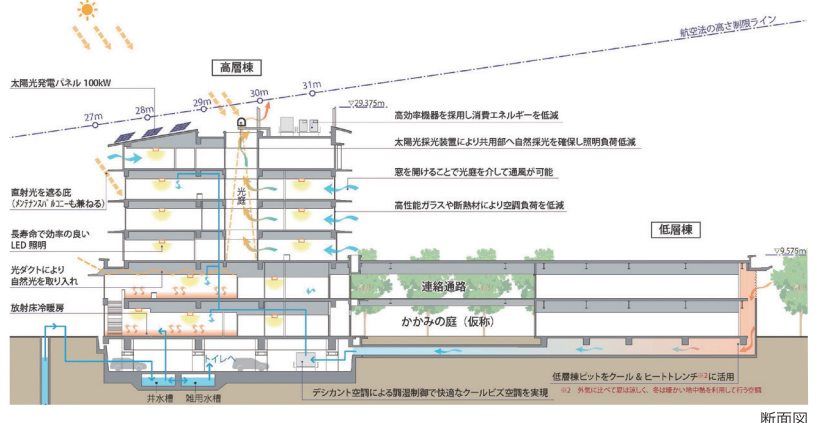 航空法の高さ制限ライン
高層棟
太陽光発電パネル 100kW
27m
28m
29m
30m
31m
▽29.375m
高効率機器を採用し消費エネルギーを低減
太陽光採光装置により共用部へ自然採光を確保し照明負荷低減
窓を開けることで光庭を介して通風が可能
高性能ガラスや断熱材により空調負荷を低減
光庭
直射光を遮る庇
(メンテナンスバルコニーも兼ねる)
長寿命で効率の良い
LED 照明
光ダクトにより
自然光を取り入れ
放射床冷暖房
低層棟
▽9.575m
連絡通路
かがみの庭（仮称）
トイレへ
井水槽
雑用水槽
デシカント空調による調湿制御で快適なクールビズ空調を実現
低層棟ピットをクール & ヒートトレンチ※2に活用
※2 外気に比べて夏は涼しく、冬は暖かい地中熱を利用して行う空調
断面図